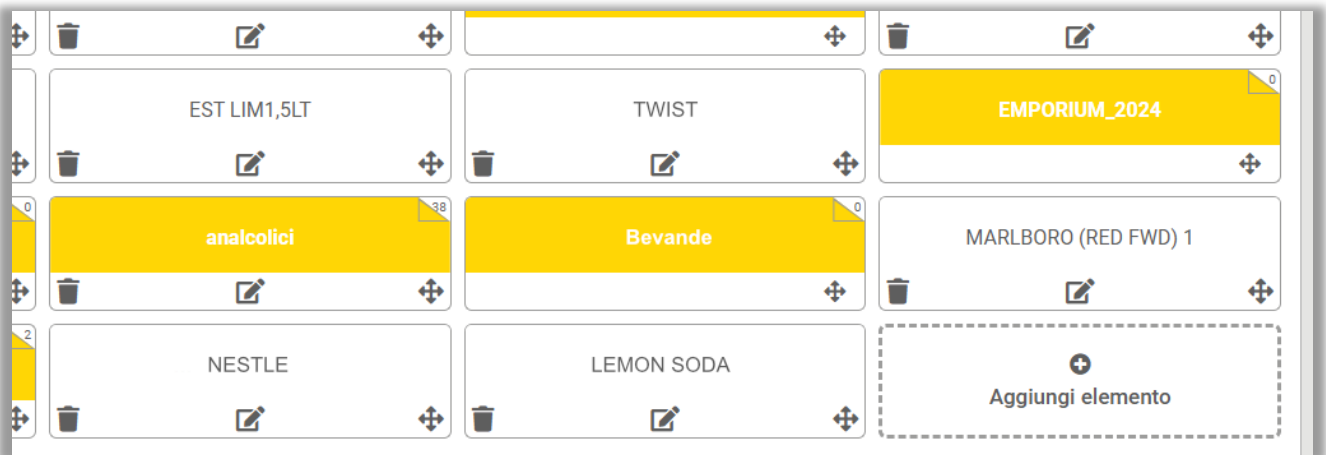 EST LIM1,5LT
TWIST
0
EMPORIUM_2024
0
38
analcolici
0
Bevande
MARLBORO (RED FWD) 1
2
NESTLE
LEMON SODA
Aggiungi elemento